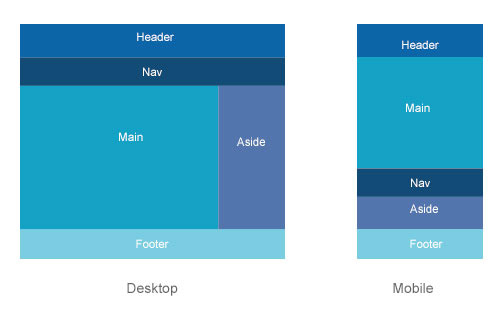 Header
Nav
Main
Aside
Footer
Desktop
Header
Main
Nav
Aside
Footer
Mobile